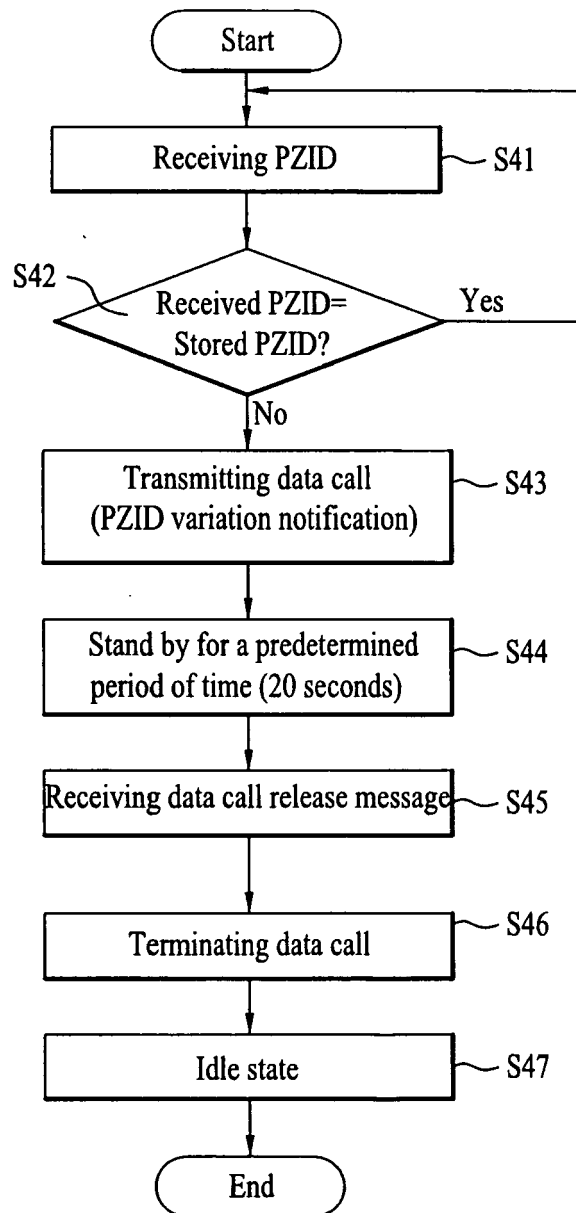 Start
Receiving PZID
S41
S42
Received PZID=
Stored PZID?
Yes
No
Transmitting data call
(PZID variation notification)
S43
Stand by for a predetermined
period of time (20 seconds)
S44
Receiving data call release message
S45
Terminating data call
S46
Idle state
S47
End